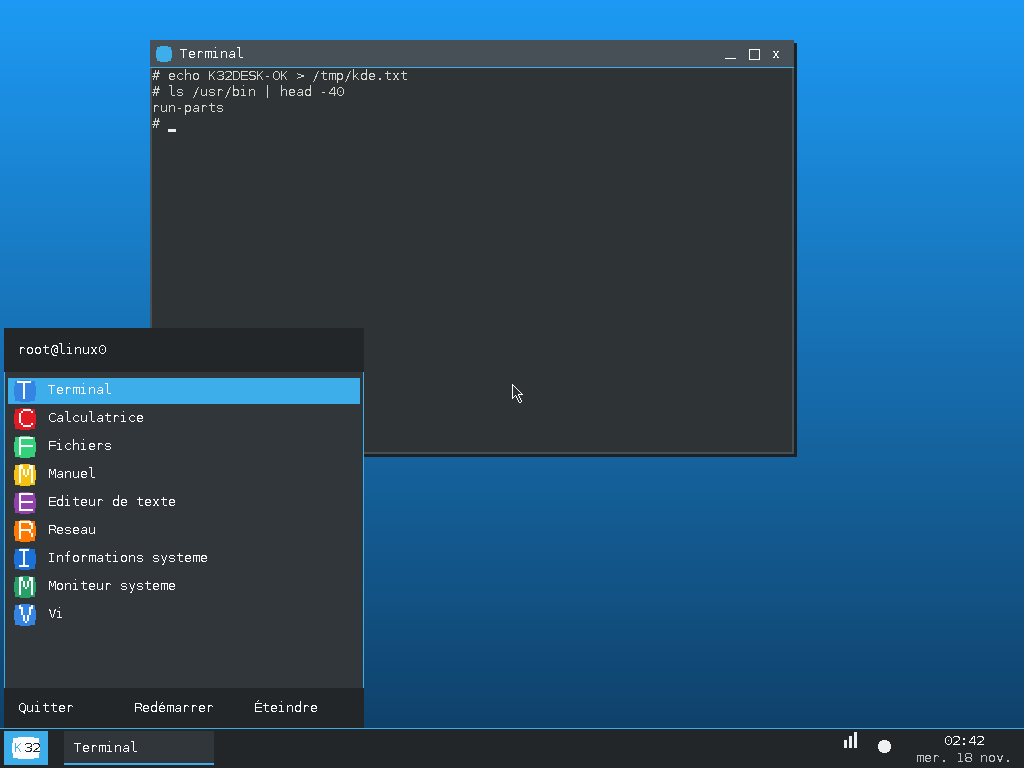 Terminal
_ □ x
# echo K32DESK-OK > /tmp/kde.txt
# ls /usr/bin | head -40
run-parts
# _
root@linux0
T Terminal
C Calculatrice
F Fichiers
M Manuel
E Editeur de texte
R Reseau
I Informations systeme
M Moniteur systeme
V Vi
Quitter Redémarrer Éteindre
K32 Terminal 02:42
mer. 18 nov.